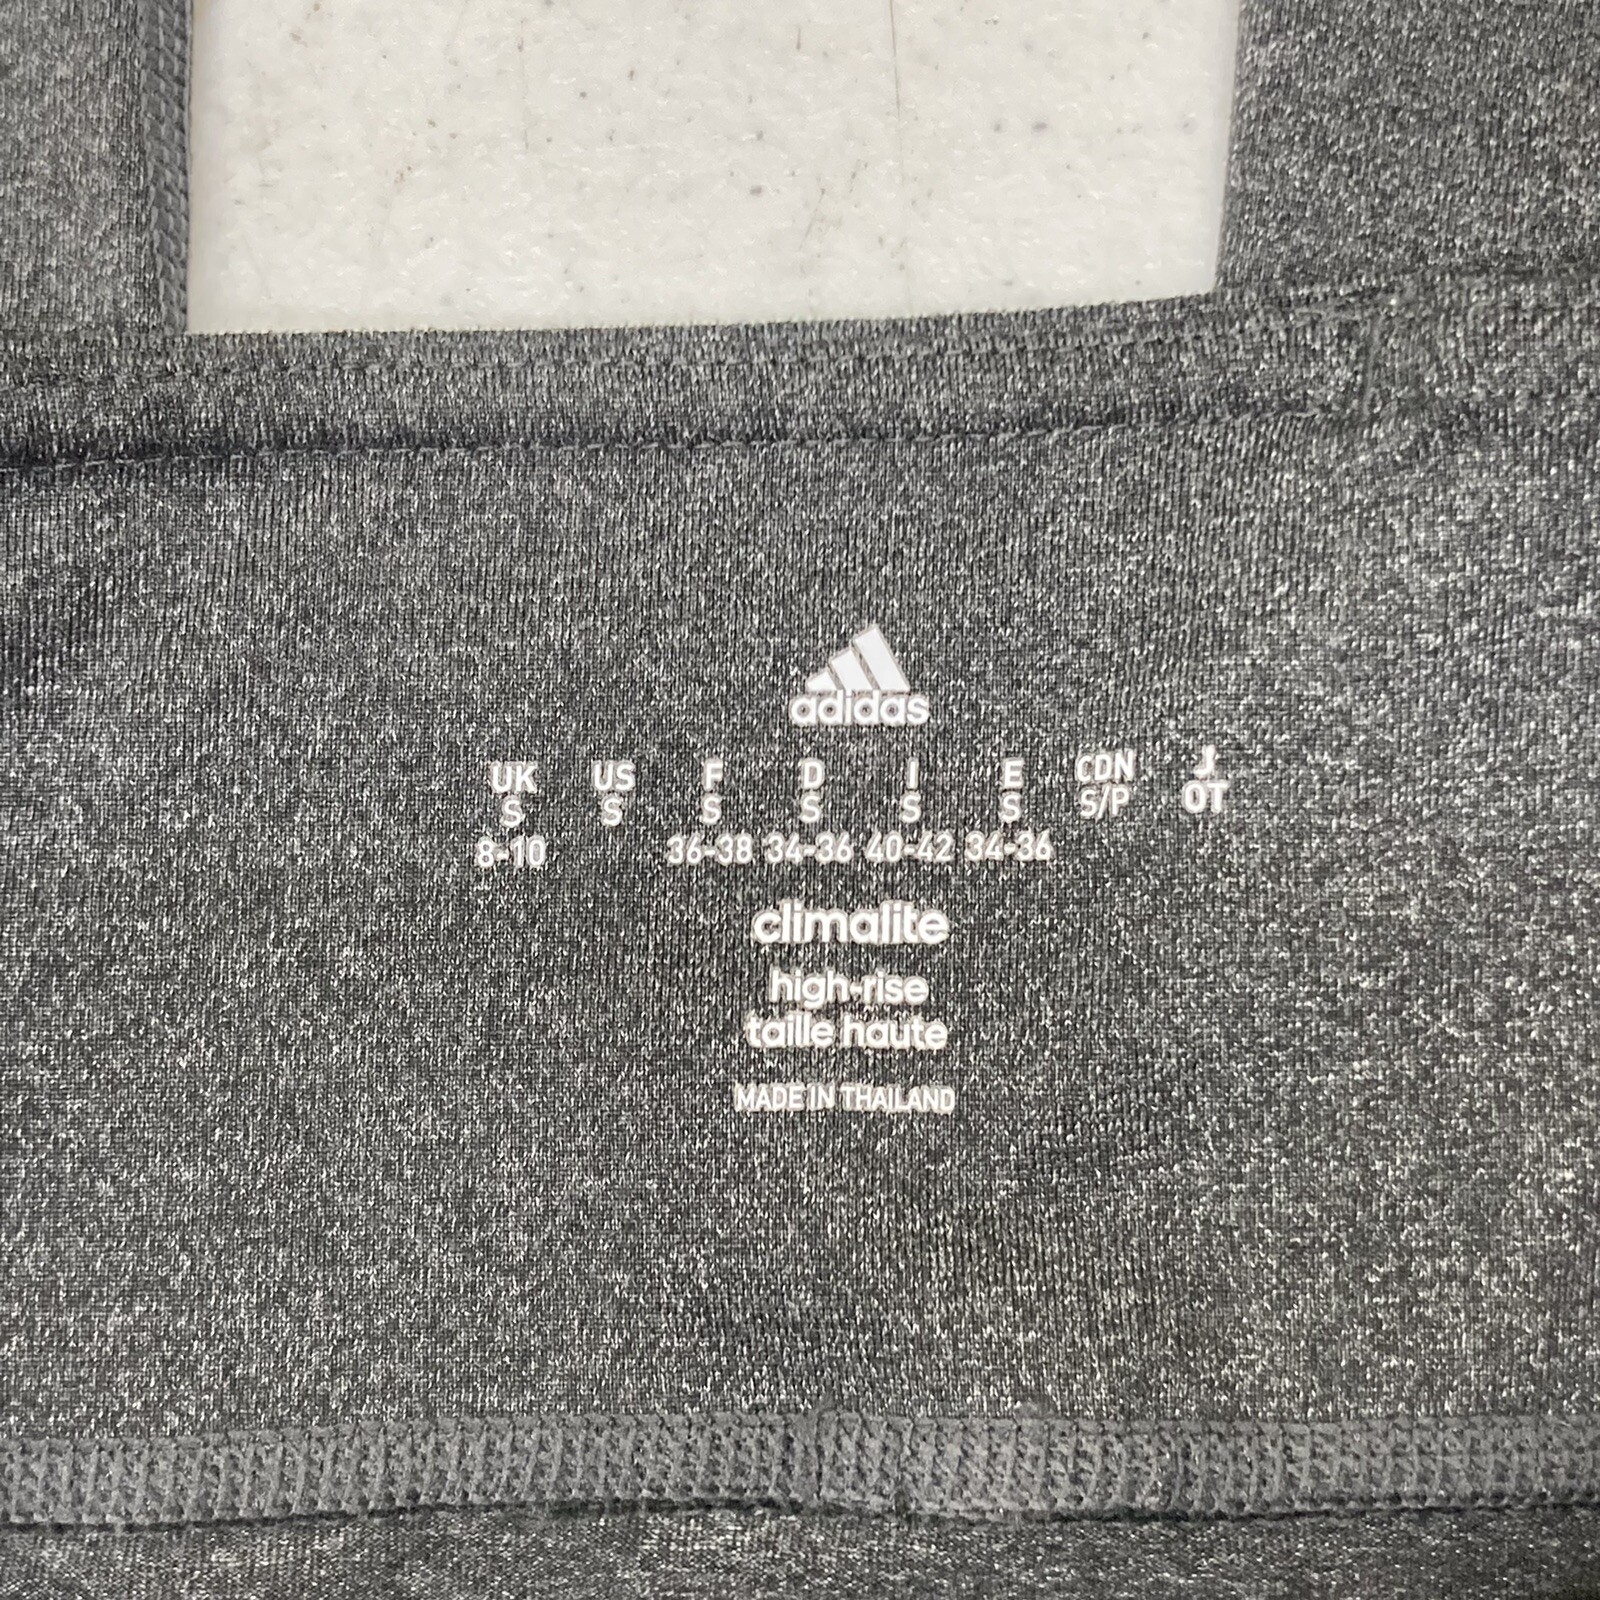 adidas
UK US F D I E CDN J
S S S S S S S/P OT
8-10 36-38 34-36 40-42 34-36
climalite
high-rise
taille haute
MADE IN THAILAND